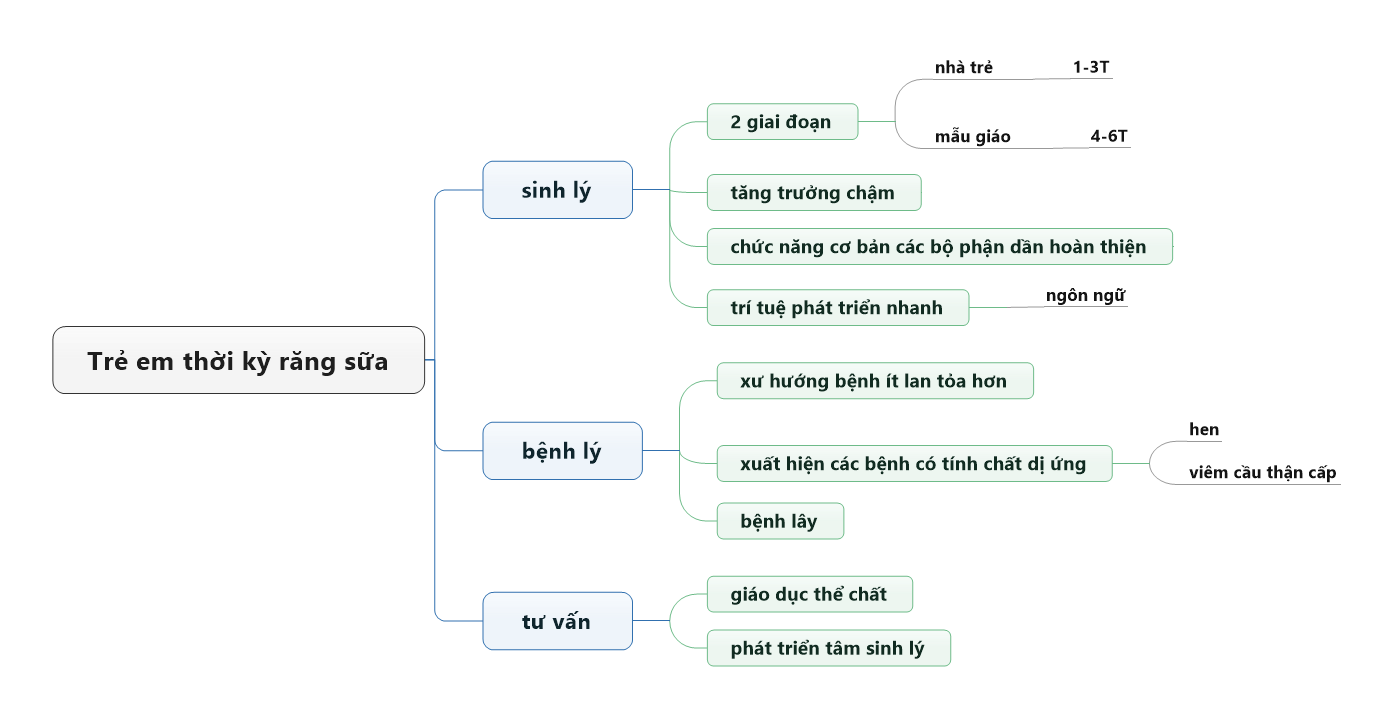 Trẻ em thời kỳ răng sữa
sinh lý
2 giai đoạn
nhà trẻ 1-3T
mẫu giáo 4-6T
tăng trưởng chậm
chức năng cơ bản các bộ phận dần hoàn thiện
trí tuệ phát triển nhanh
ngôn ngữ
bệnh lý
xư hướng bệnh ít lan tỏa hơn
xuất hiện các bệnh có tính chất dị ứng
hen
viêm cầu thận cấp
bệnh lây
tư vấn
giáo dục thể chất
phát triển tâm sinh lý